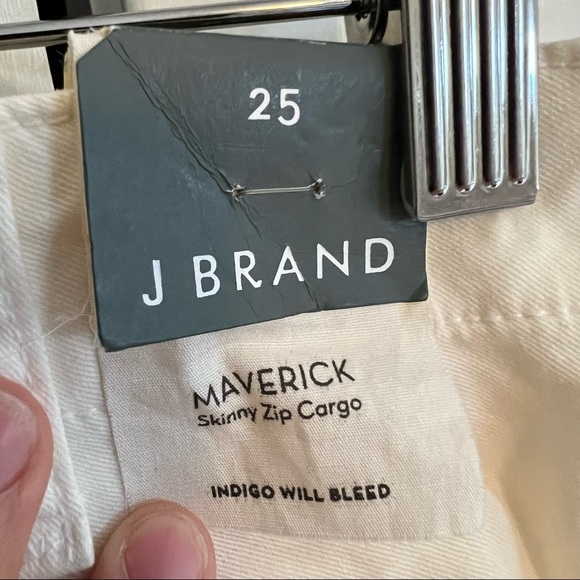 25
J BRAND
MAVERICK
Skinny Zip Cargo
INDIGO WILL BLEED